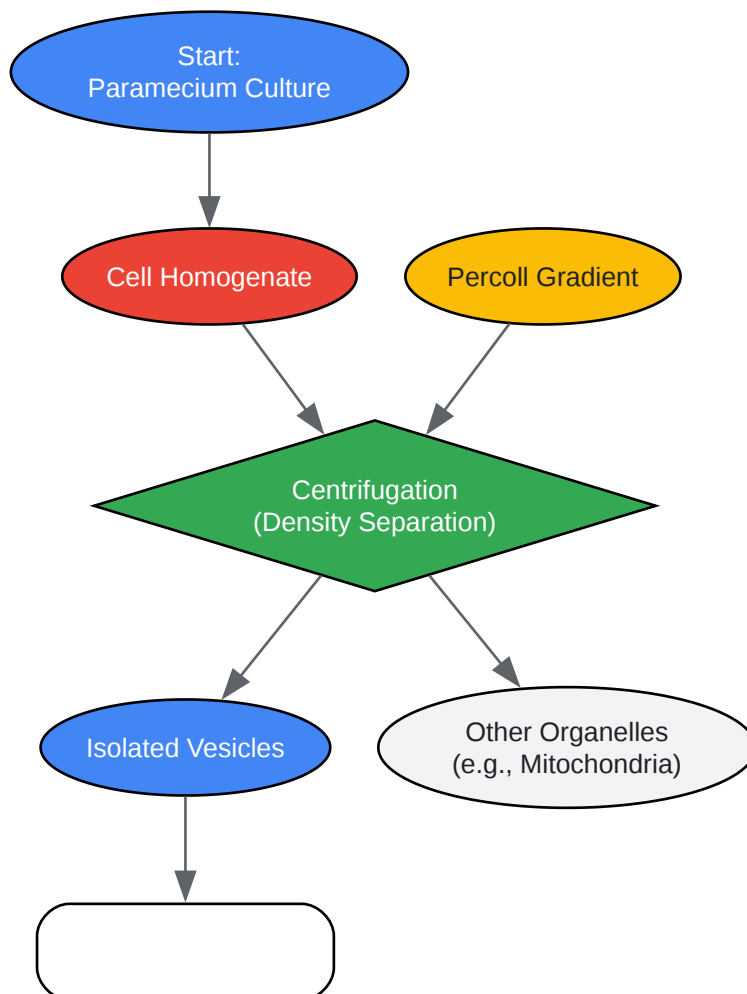 Start:
Paramecium Culture
Cell Homogenate
Percoll Gradient
Centrifugation
(Density Separation)
Isolated Vesicles
Other Organelles
(e.g., Mitochondria)